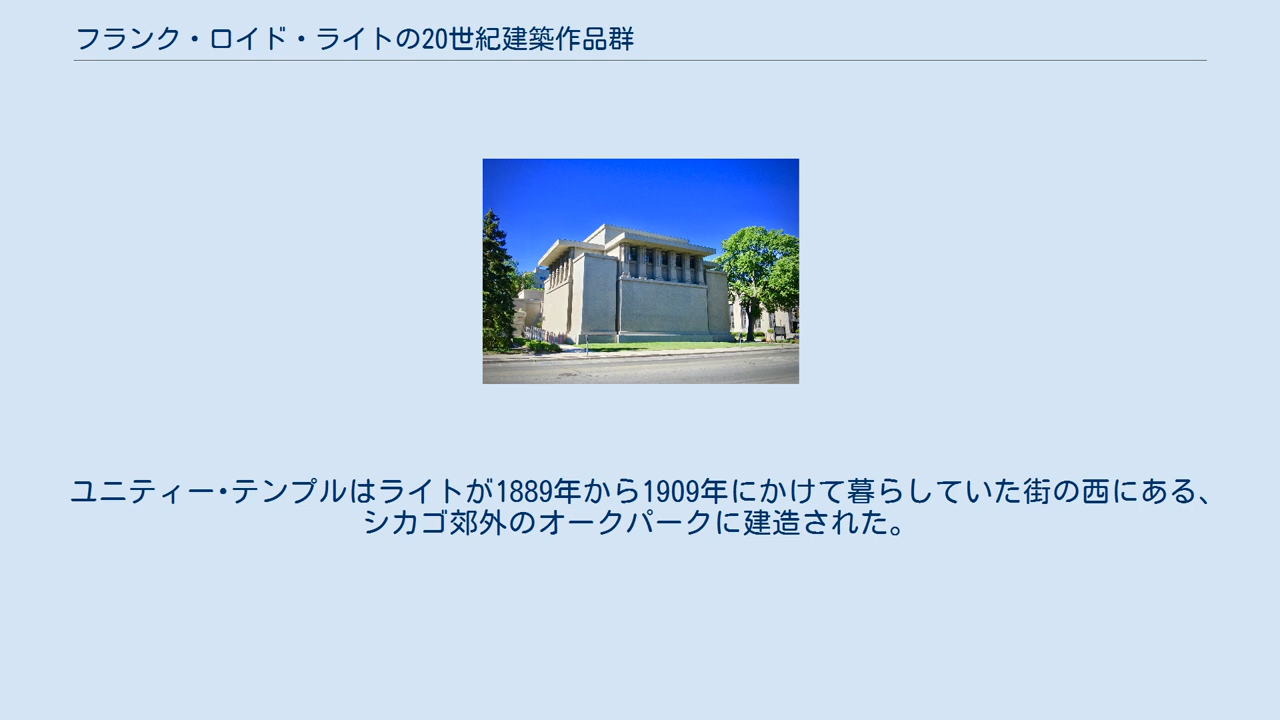 フランク・ロイド・ライトの20世紀建築作品群
ユニティー・テンプルはライトが1889年から1909年にかけて暮らしていた街の西にある、
シカゴ郊外のオークパークに建造された。